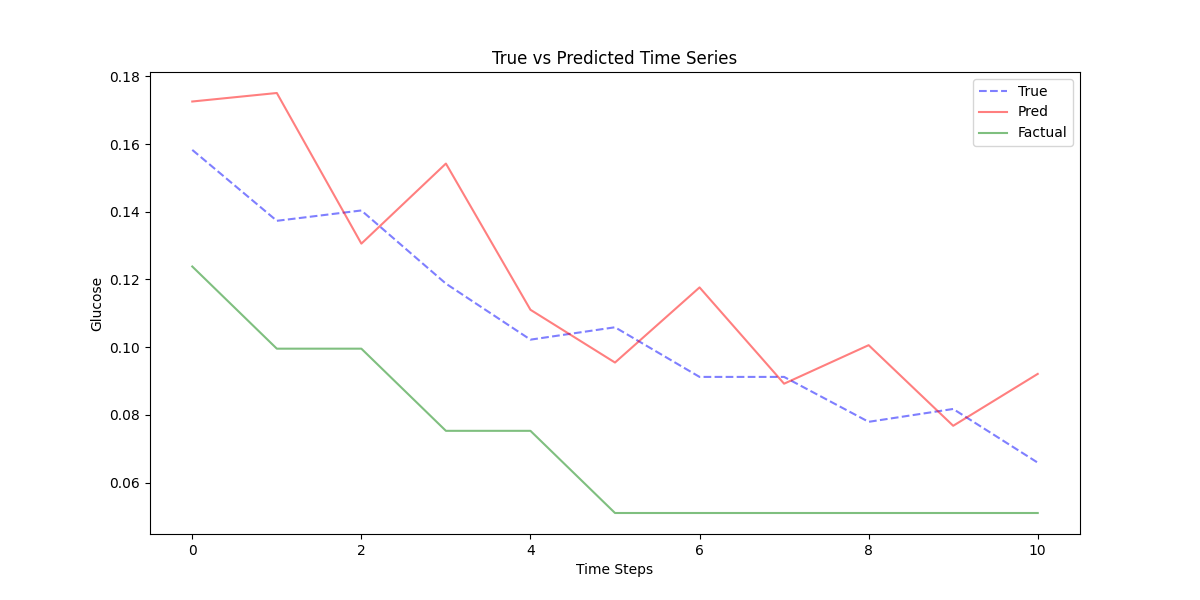 True vs Predicted Time Series
True
Pred
Factual
Glucose
0.18
0.16
0.14
0.12
0.10
0.08
0.06
0 2 4 6 8 10
Time Steps